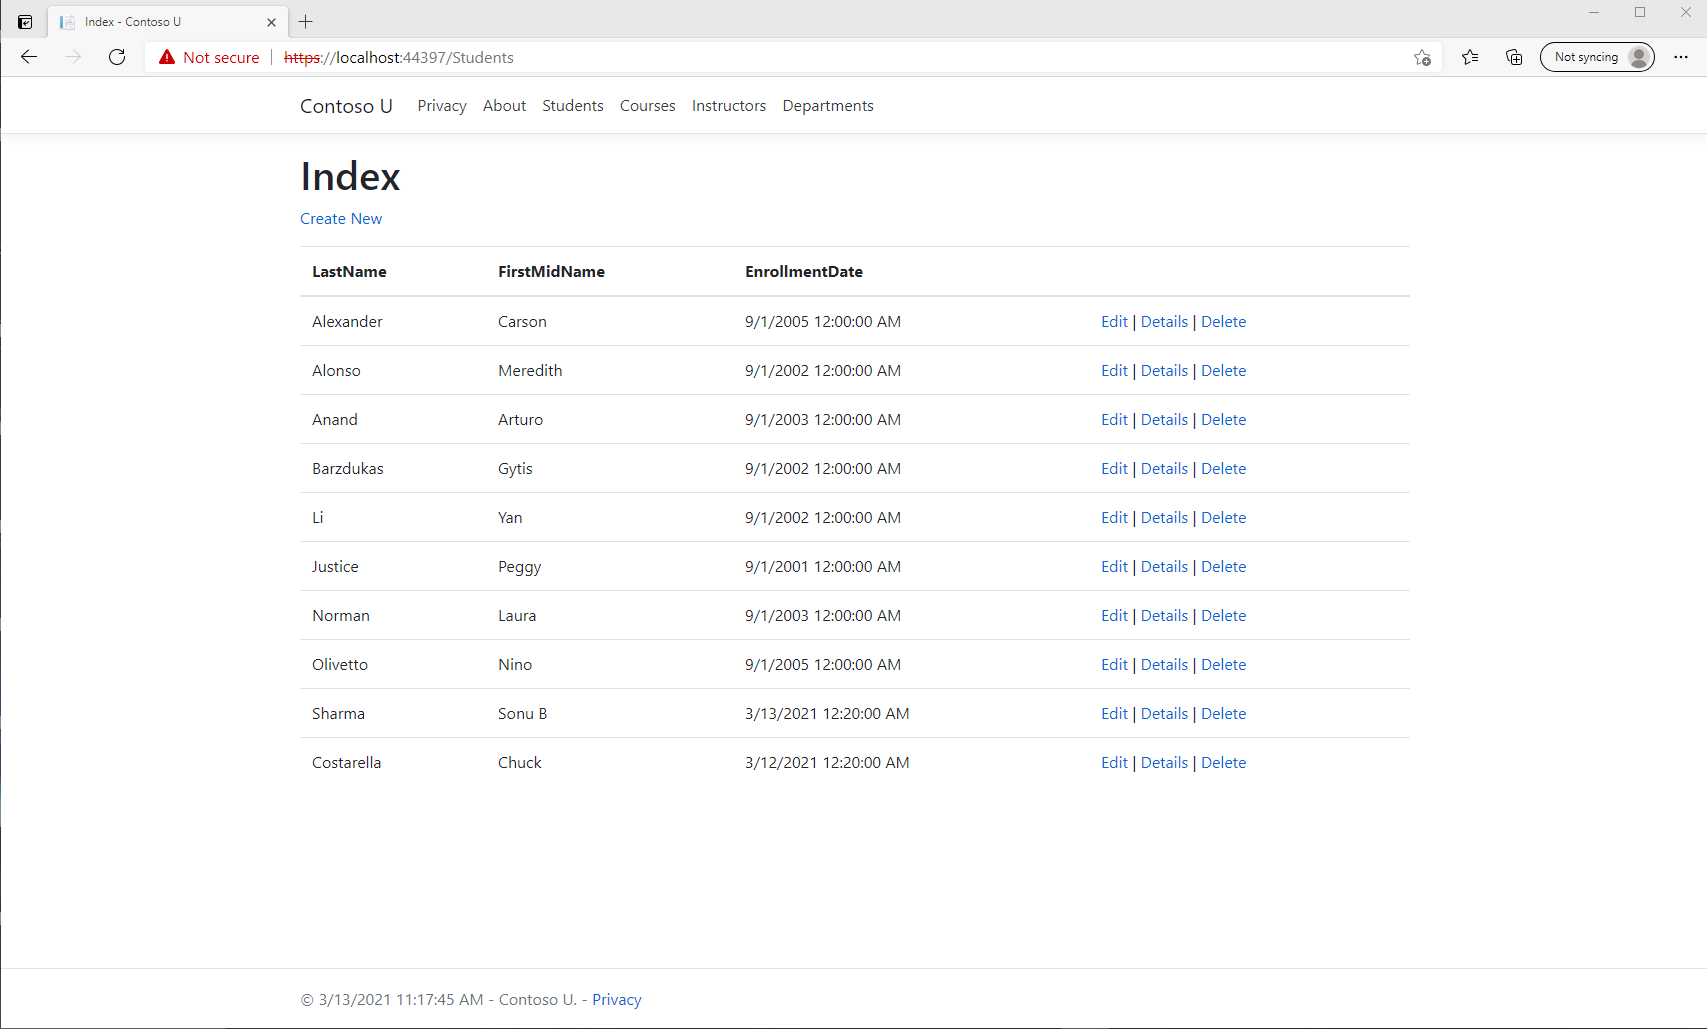 Index - Contoso U
Not secure https://localhost:44397/Students Not syncing
Contoso U Privacy About Students Courses Instructors Departments
Index
Create New
LastName FirstMidName EnrollmentDate
Alexander Carson 9/1/2005 12:00:00 AM Edit | Details | Delete
Alonso Meredith 9/1/2002 12:00:00 AM Edit | Details | Delete
Anand Arturo 9/1/2003 12:00:00 AM Edit | Details | Delete
Barzdukas Gytis 9/1/2002 12:00:00 AM Edit | Details | Delete
Li Yan 9/1/2002 12:00:00 AM Edit | Details | Delete
Justice Peggy 9/1/2001 12:00:00 AM Edit | Details | Delete
Norman Laura 9/1/2003 12:00:00 AM Edit | Details | Delete
Olivetto Nino 9/1/2005 12:00:00 AM Edit | Details | Delete
Sharma Sonu B 3/13/2021 12:20:00 AM Edit | Details | Delete
Costarella Chuck 3/12/2021 12:20:00 AM Edit | Details | Delete
© 3/13/2021 11:17:45 AM - Contoso U. - Privacy